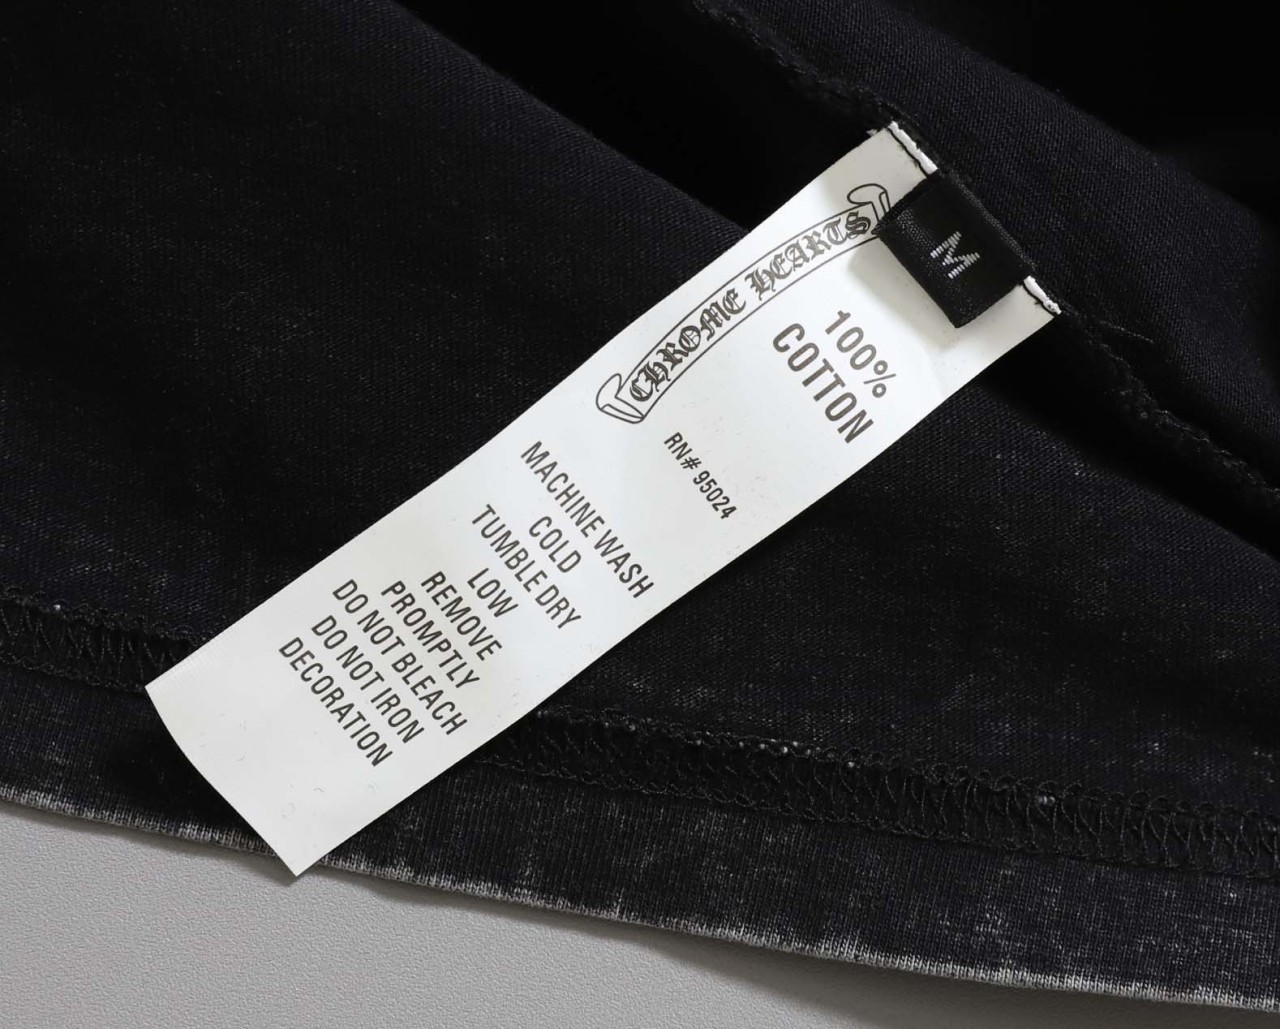 CHROME HEARTS
M
100%
COTTON
RN# 95024
MACHINE WASH
COLD
TUMBLE DRY
LOW
REMOVE
PROMPTLY
DO NOT BLEACH
DO NOT IRON
DECORATION